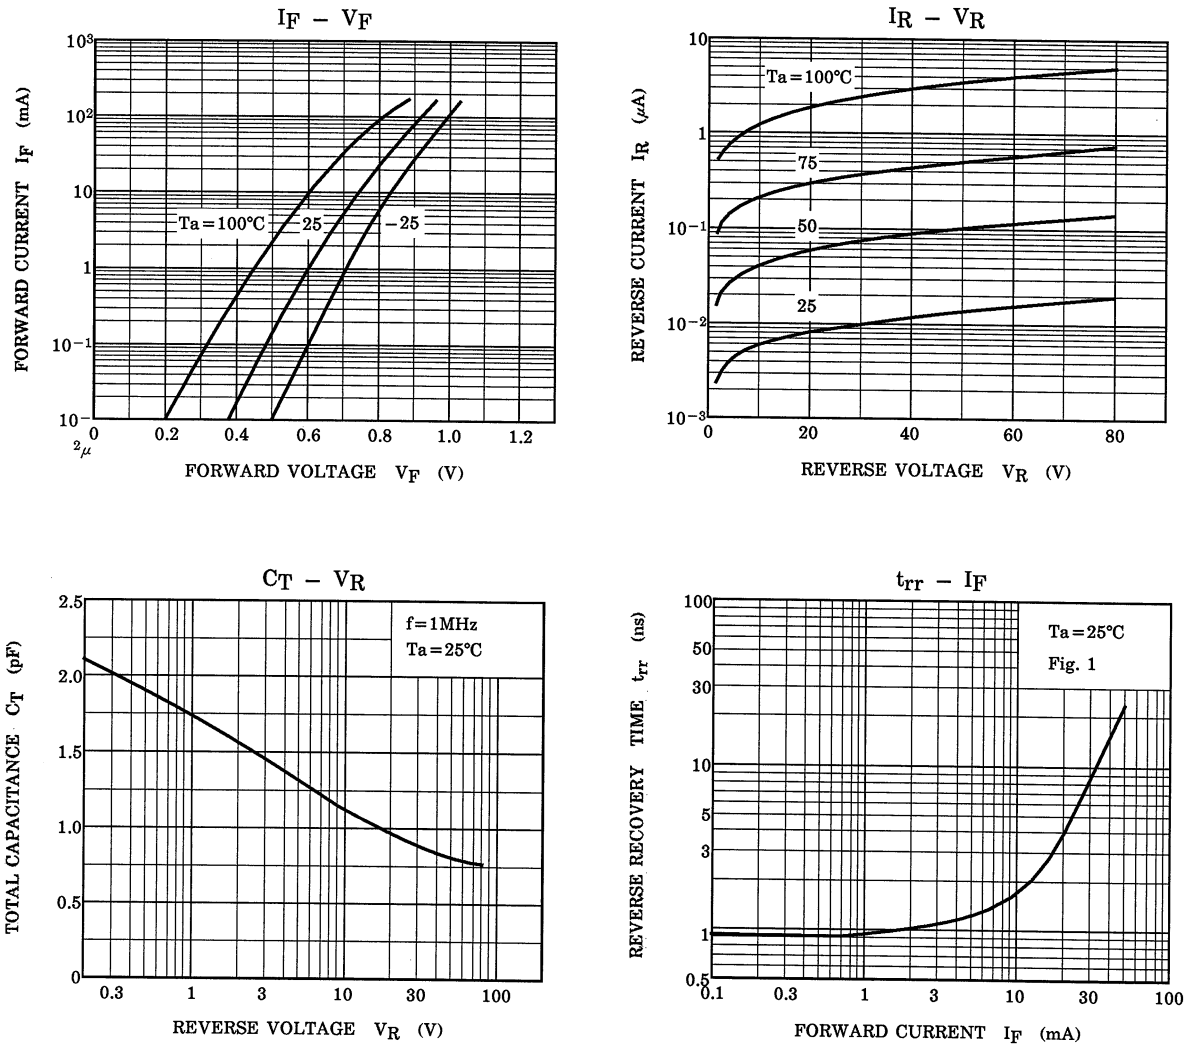 IF – VF
FORWARD CURRENT IF (mA)
10³
10²
10
1
10⁻¹
10⁻
Ta=100°C
25
−25
0
0.2
0.4
0.6
0.8
1.0
1.2
2μ
FORWARD VOLTAGE VF (V)
IR – VR
REVERSE CURRENT IR (μA)
10
1
10⁻¹
10⁻²
10⁻³
Ta=100°C
75
50
25
0
20
40
60
80
REVERSE VOLTAGE VR (V)
CT – VR
TOTAL CAPACITANCE CT (pF)
2.5
2.0
1.5
1.0
0.5
0
f=1MHz
Ta=25°C
0.3
1
3
10
30
100
REVERSE VOLTAGE VR (V)
trr – IF
REVERSE RECOVERY TIME trr (ns)
100
50
30
10
5
3
1
0.5
Ta=25°C
Fig. 1
0.1
0.3
1
3
10
30
100
FORWARD CURRENT IF (mA)